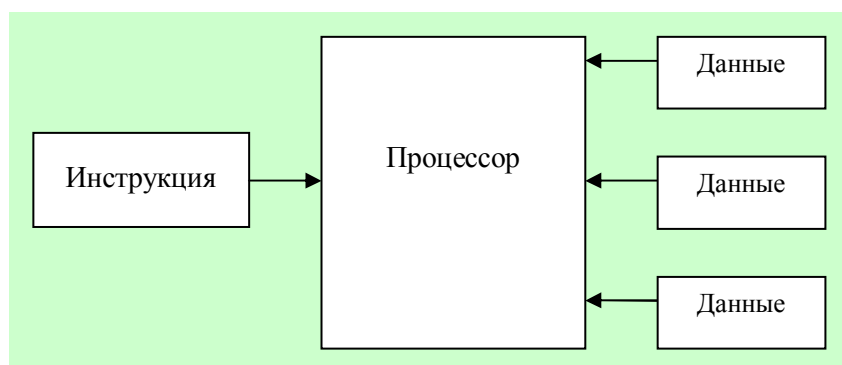 Данные
Процессор
Инструкция
Данные
Данные